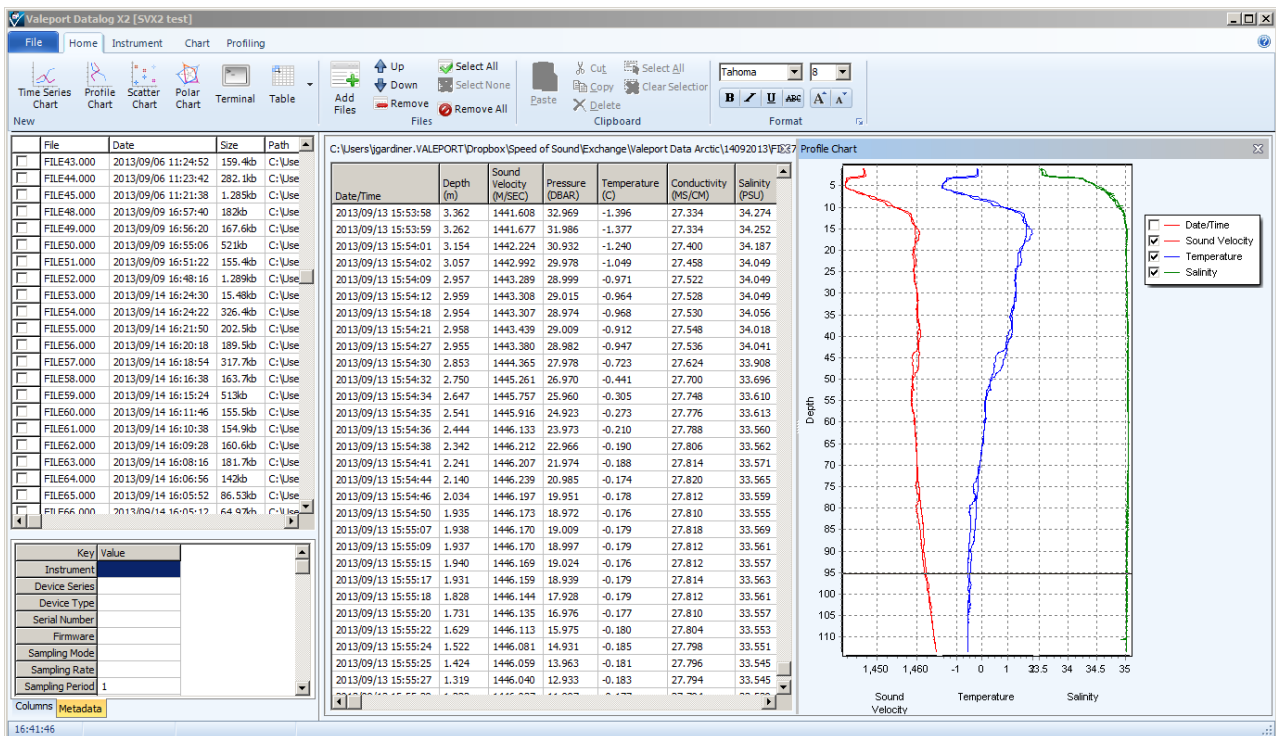 Valeport Datalog X2 [SVX2 test]
File Home Instrument Chart Profiling
Time Series Chart Profile Chart Scatter Chart Polar Chart Terminal Table
New
Add Files Up Down Remove Select All Select None Remove All
Files
Paste Cut Copy Delete Select All Clear Selection
Clipboard
Tahoma 8
B I U ABC A A
Format
File Date Size Path
FILE43.000 2013/09/06 11:24:52 159.4kb C:\Use
FILE44.000 2013/09/06 11:23:42 282.1kb C:\Use
FILE45.000 2013/09/06 11:21:38 1.285kb C:\Use
FILE48.000 2013/09/09 16:57:40 182kb C:\Use
FILE49.000 2013/09/09 16:56:20 167.6kb C:\Use
FILE50.000 2013/09/09 16:55:06 521kb C:\Use
FILE51.000 2013/09/09 16:51:22 155.4kb C:\Use
FILE52.000 2013/09/09 16:48:16 1.289kb C:\Use
FILE53.000 2013/09/14 16:24:30 15.48kb C:\Use
FILE54.000 2013/09/14 16:24:22 326.4kb C:\Use
FILE55.000 2013/09/14 16:21:50 202.5kb C:\Use
FILE56.000 2013/09/14 16:20:18 189.5kb C:\Use
FILE57.000 2013/09/14 16:18:54 317.7kb C:\Use
FILE58.000 2013/09/14 16:16:38 163.7kb C:\Use
FILE59.000 2013/09/14 16:15:24 513kb C:\Use
FILE60.000 2013/09/14 16:11:46 155.5kb C:\Use
FILE61.000 2013/09/14 16:10:38 154.9kb C:\Use
FILE62.000 2013/09/14 16:09:28 160.6kb C:\Use
FILE63.000 2013/09/14 16:08:16 181.7kb C:\Use
FILE64.000 2013/09/14 16:06:56 142kb C:\Use
FILE65.000 2013/09/14 16:05:52 86.53kb C:\Use
FILE66.000 2013/09/14 16:05:12 64.97kb C:\Use
Key Value
Instrument
Device Series
Device Type
Serial Number
Firmware
Sampling Mode
Sampling Rate
Sampling Period 1
Columns Metadata
16:41:46
C:\Users\jgardiner.VALEPORT\Dropbox\Speed of Sound\Exchange\Valeport Data Arctic\14092013\
Date/Time Depth (m) Sound Velocity (M/SEC) Pressure (DBAR) Temperature (C) Conductivity (MS/CM) Salinity (PSU)
2013/09/13 15:53:58 3.362 1441.608 32.969 -1.396 27.334 34.274
2013/09/13 15:53:59 3.262 1441.677 31.986 -1.377 27.334 34.252
2013/09/13 15:54:01 3.154 1442.224 30.932 -1.240 27.400 34.187
2013/09/13 15:54:02 3.057 1442.992 29.978 -1.049 27.458 34.049
2013/09/13 15:54:09 2.957 1443.289 28.999 -0.971 27.522 34.049
2013/09/13 15:54:12 2.959 1443.308 29.015 -0.964 27.528 34.049
2013/09/13 15:54:18 2.954 1443.307 28.974 -0.968 27.530 34.056
2013/09/13 15:54:21 2.958 1443.439 29.009 -0.912 27.548 34.018
2013/09/13 15:54:27 2.955 1443.380 28.982 -0.947 27.536 34.041
2013/09/13 15:54:30 2.853 1444.365 27.978 -0.723 27.624 33.908
2013/09/13 15:54:32 2.750 1445.261 26.970 -0.441 27.700 33.696
2013/09/13 15:54:34 2.647 1445.757 25.960 -0.305 27.748 33.610
2013/09/13 15:54:35 2.541 1445.916 24.923 -0.273 27.776 33.613
2013/09/13 15:54:36 2.444 1446.133 23.973 -0.210 27.788 33.560
2013/09/13 15:54:38 2.342 1446.212 22.966 -0.190 27.806 33.562
2013/09/13 15:54:41 2.241 1446.207 21.974 -0.188 27.814 33.571
2013/09/13 15:54:44 2.140 1446.239 20.985 -0.174 27.820 33.565
2013/09/13 15:54:46 2.034 1446.197 19.951 -0.178 27.812 33.559
2013/09/13 15:54:50 1.935 1446.173 18.972 -0.176 27.810 33.555
2013/09/13 15:55:07 1.938 1446.170 19.009 -0.179 27.818 33.569
2013/09/13 15:55:09 1.937 1446.170 18.997 -0.179 27.812 33.561
2013/09/13 15:55:15 1.940 1446.169 19.024 -0.176 27.812 33.557
2013/09/13 15:55:17 1.931 1446.159 18.939 -0.179 27.814 33.563
2013/09/13 15:55:18 1.828 1446.144 17.928 -0.179 27.812 33.561
2013/09/13 15:55:20 1.731 1446.135 16.976 -0.177 27.810 33.557
2013/09/13 15:55:22 1.629 1446.113 15.975 -0.180 27.804 33.553
2013/09/13 15:55:24 1.522 1446.081 14.931 -0.185 27.798 33.551
2013/09/13 15:55:25 1.424 1446.059 13.963 -0.181 27.796 33.545
2013/09/13 15:55:27 1.319 1446.040 12.933 -0.183 27.794 33.545
Profile Chart
Depth
5
10
15
20
25
30
35
40
45
50
55
60
65
70
75
80
85
90
95
100
105
110
1,450 1,460 -1 0 1 34 34.5 35
Sound Velocity Temperature Salinity
Date/Time
Sound Velocity
Temperature
Salinity